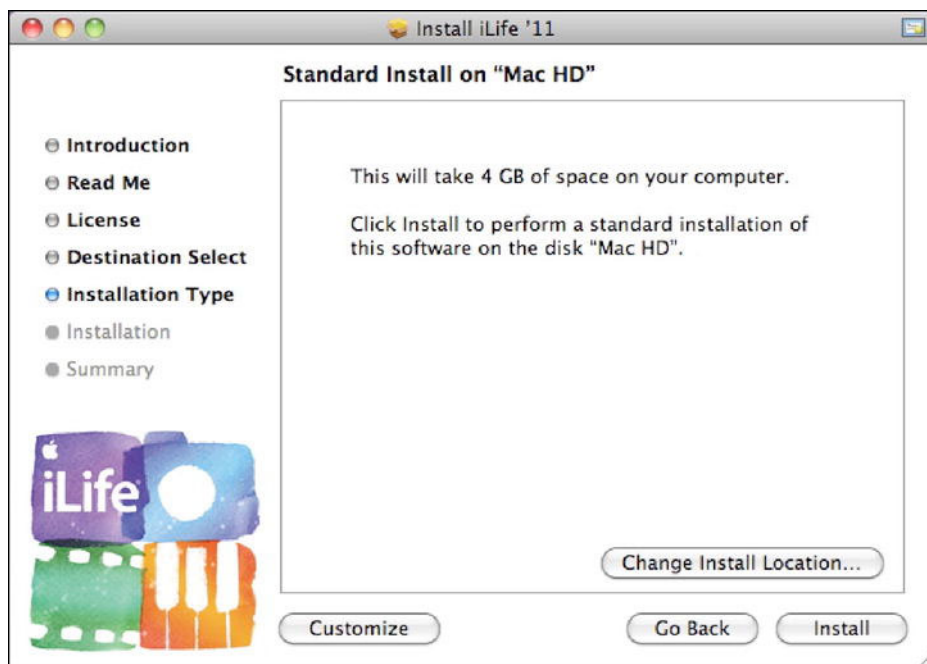 Install iLife ’11
Standard Install on “Mac HD”
Introduction
Read Me
License
Destination Select
Installation Type
Installation
Summary
This will take 4 GB of space on your computer.
Click Install to perform a standard installation of
this software on the disk “Mac HD”.
iLife
Change Install Location...
Customize
Go Back
Install